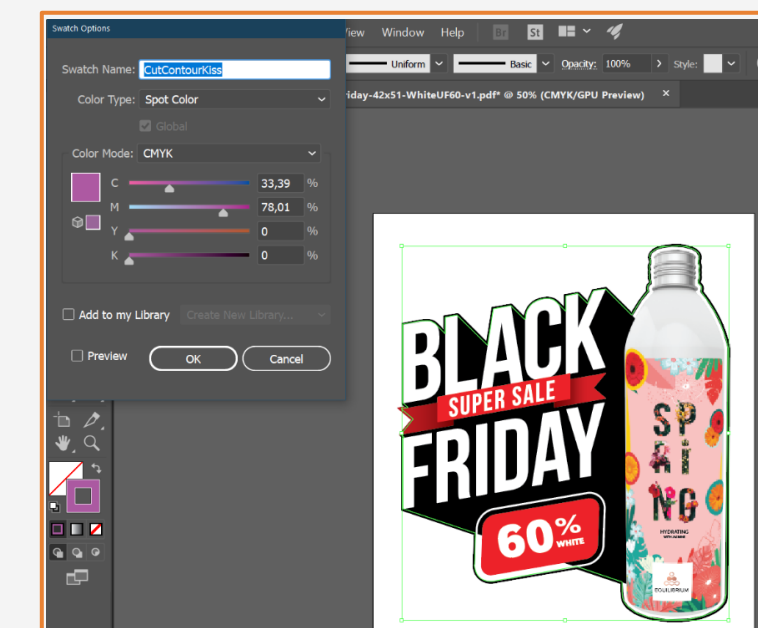 Swatch Options
Swatch Name: CutContourKiss
Color Type: Spot Color
Global
Color Mode: CMYK
C 33,39 %
M 78,01 %
Y 0 %
K 0 %
Add to my Library Create New Library...
Preview OK Cancel
View Window Help Br St
Uniform Basic Opacity: 100% Style:
iday-42x51-WhiteUF60-v1.pdf* @ 50% (CMYK/GPU Preview) ×
BLACK
SUPER SALE
FRIDAY
60%
WHITE
SP
RI
NG
HYDRATING
EQUILIBRIUM